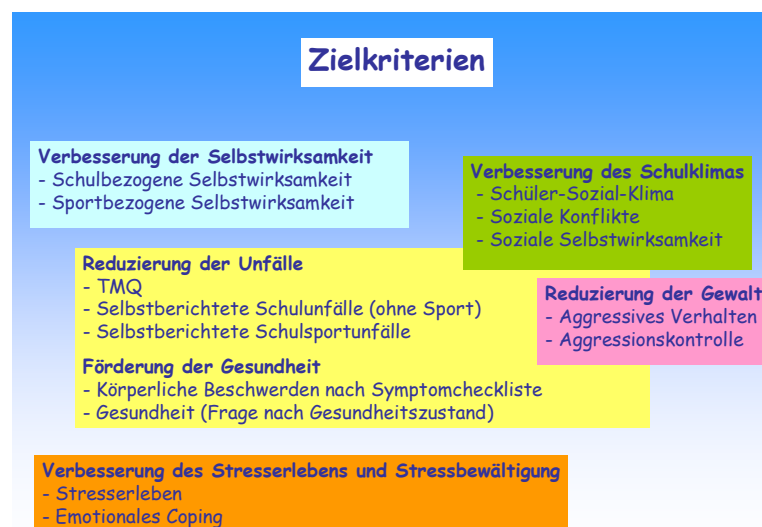 Zielkriterien
Verbesserung der Selbstwirksamkeit
- Schulbezogene Selbstwirksamkeit
- Sportbezogene Selbstwirksamkeit
Verbesserung des Schulklimas
- Schüler-Sozial-Klima
- Soziale Konflikte
- Soziale Selbstwirksamkeit
Reduzierung der Unfälle
- TMQ
- Selbstberichtete Schulunfälle (ohne Sport)
- Selbstberichtete Schulsportunfälle
Reduzierung der Gewalt
- Aggressives Verhalten
- Aggressionskontrolle
Förderung der Gesundheit
- Körperliche Beschwerden nach Symptomcheckliste
- Gesundheit (Frage nach Gesundheitszustand)
Verbesserung des Stresserlebens und Stressbewältigung
- Stresserleben
- Emotionales Coping